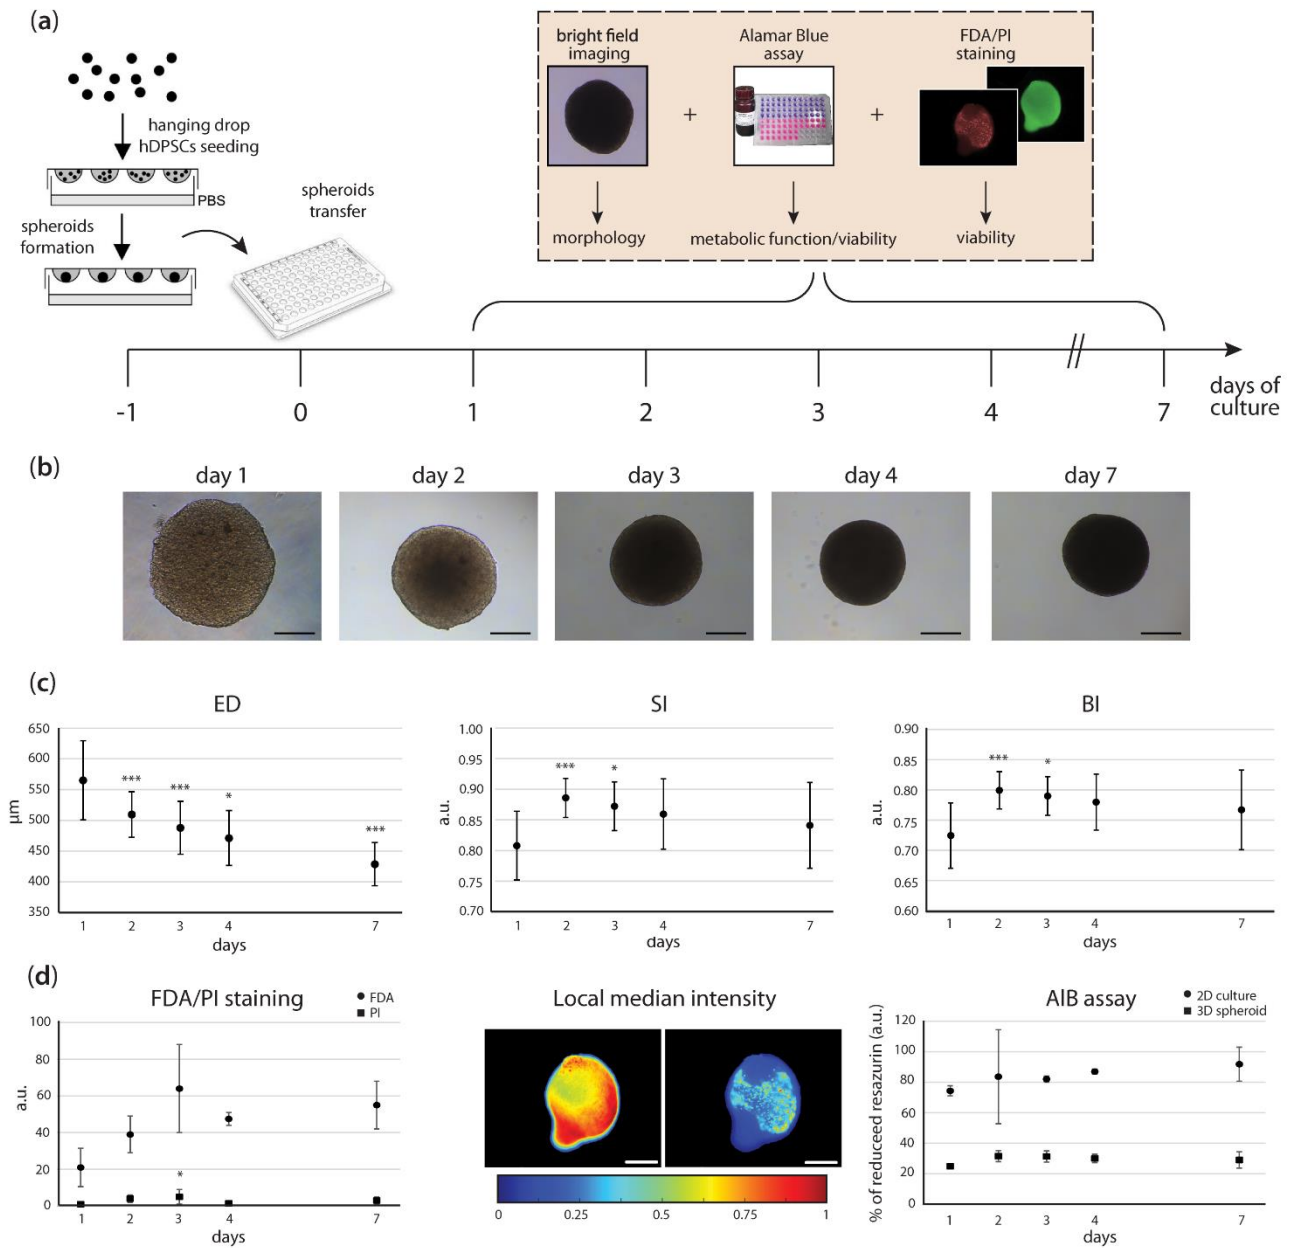 (a)
hanging drop
hDPSCs seeding
PBS
spheroids
formation
spheroids
transfer
bright field
imaging
Alamar Blue
assay
FDA/PI
staining
+
+
morphology
metabolic function/viability
viability
-1
0
1
2
3
4
7
days of
culture
(b)
day 1
day 2
day 3
day 4
day 7
(c)
ED
650
600
550
500
450
400
350
µm
***
***
*
***
1
2
3
4
7
days
SI
1.00
0.95
0.90
0.85
0.80
0.75
0.70
a.u.
***
*
1
2
3
4
7
days
BI
0.90
0.85
0.80
0.75
0.70
0.65
0.60
a.u.
***
*
1
2
3
4
7
days
(d)
FDA/PI staining
FDA
PI
100
80
60
40
20
0
a.u.
*
1
2
3
4
7
days
Local median intensity
0
0.25
0.5
0.75
1
AIB assay
2D culture
3D spheroid
120
100
80
60
40
20
0
% of reduceed resazurin (a.u.)
1
2
3
4
7
days